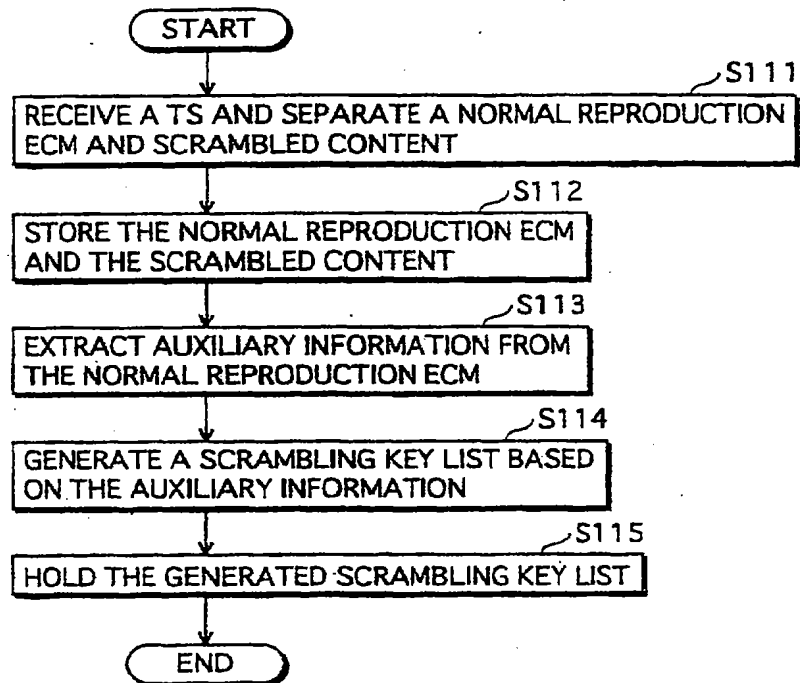 START
S111
RECEIVE A TS AND SEPARATE A NORMAL REPRODUCTION
ECM AND SCRAMBLED CONTENT
S112
STORE THE NORMAL REPRODUCTION ECM
AND THE SCRAMBLED CONTENT
S113
EXTRACT AUXILIARY INFORMATION FROM
THE NORMAL REPRODUCTION ECM
S114
GENERATE A SCRAMBLING KEY LIST BASED
ON THE AUXILIARY INFORMATION
S115
HOLD THE GENERATED SCRAMBLING KEY LIST
END